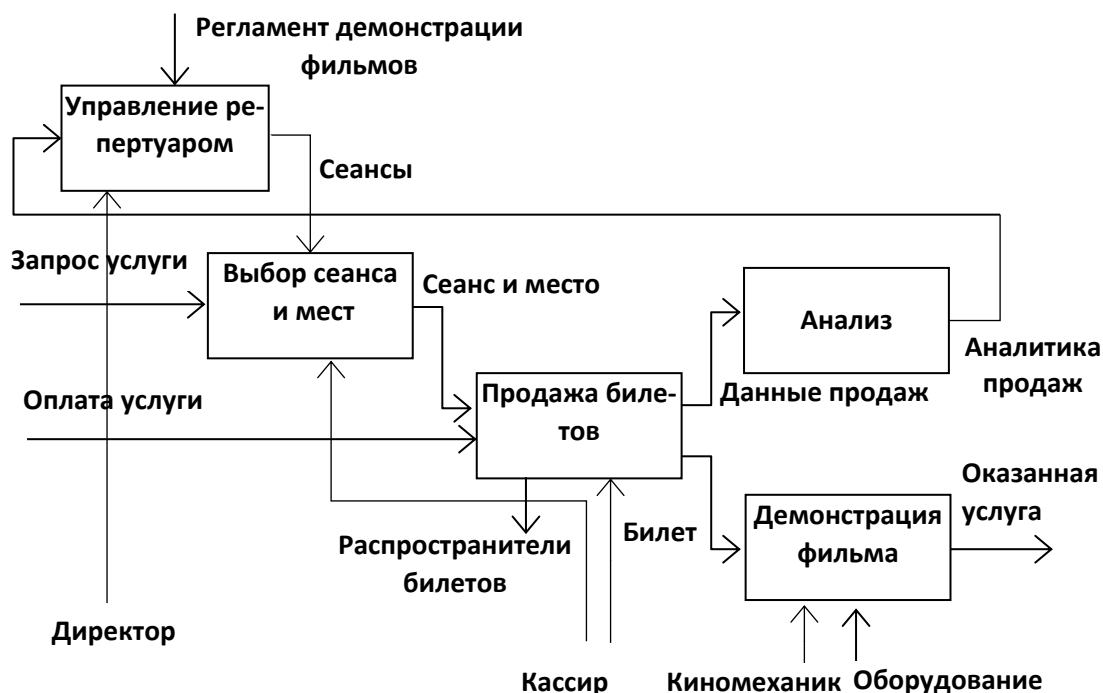 Регламент демонстрации
фильмов
Управление ре-
пертуаром
Сеансы
Запрос услуги
Выбор сеанса
и мест
Сеанс и место
Анализ
Аналитика
продаж
Оплата услуги
Продажа биле-
тов
Данные продаж
Оказанная
услуга
Распространители
билетов
Билет
Демонстрация
фильма
Директор
Кассир
Киномеханик
Оборудование